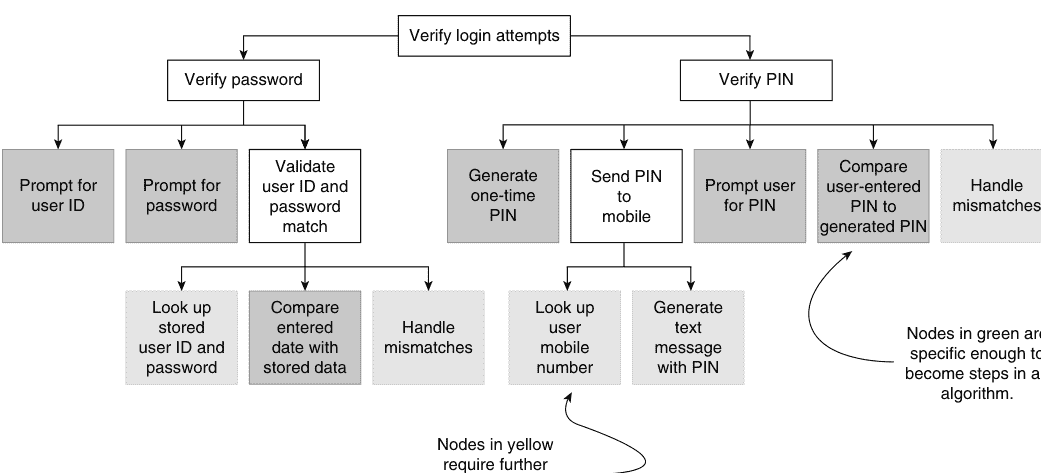 Verify login attempts
Verify password
Verify PIN
Prompt for
user ID
Prompt for
password
Validate
user ID and
password
match
Generate
one-time
PIN
Send PIN
to
mobile
Prompt user
for PIN
Compare
user-entered
PIN to
generated PIN
Handle
mismatches
Look up
stored
user ID and
password
Compare
entered
date with
stored data
Handle
mismatches
Look up
user
mobile
number
Generate
text
message
with PIN
Nodes in green are
specific enough to
become steps in a
algorithm.
Nodes in yellow
require further